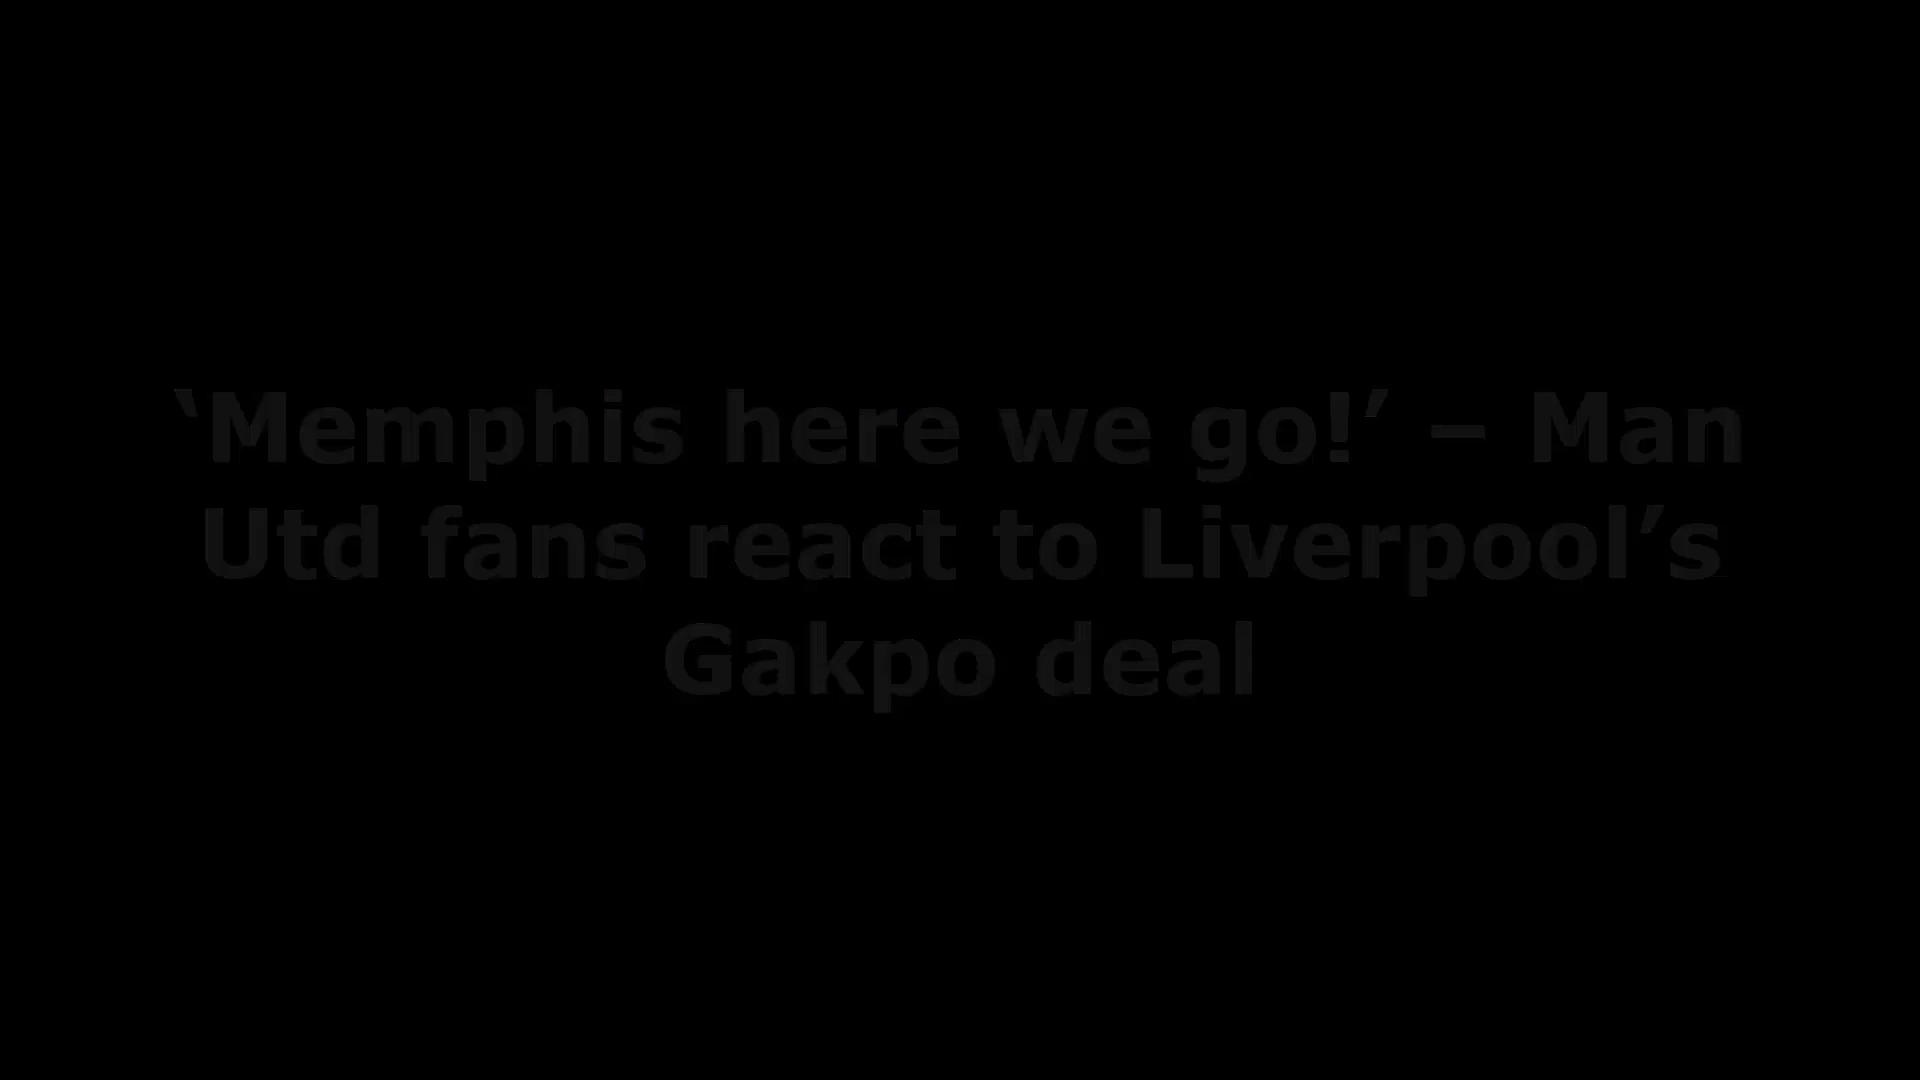 ‘Memphis here we go!’ – Man
Utd fans react to Liverpool’s
Gakpo deal